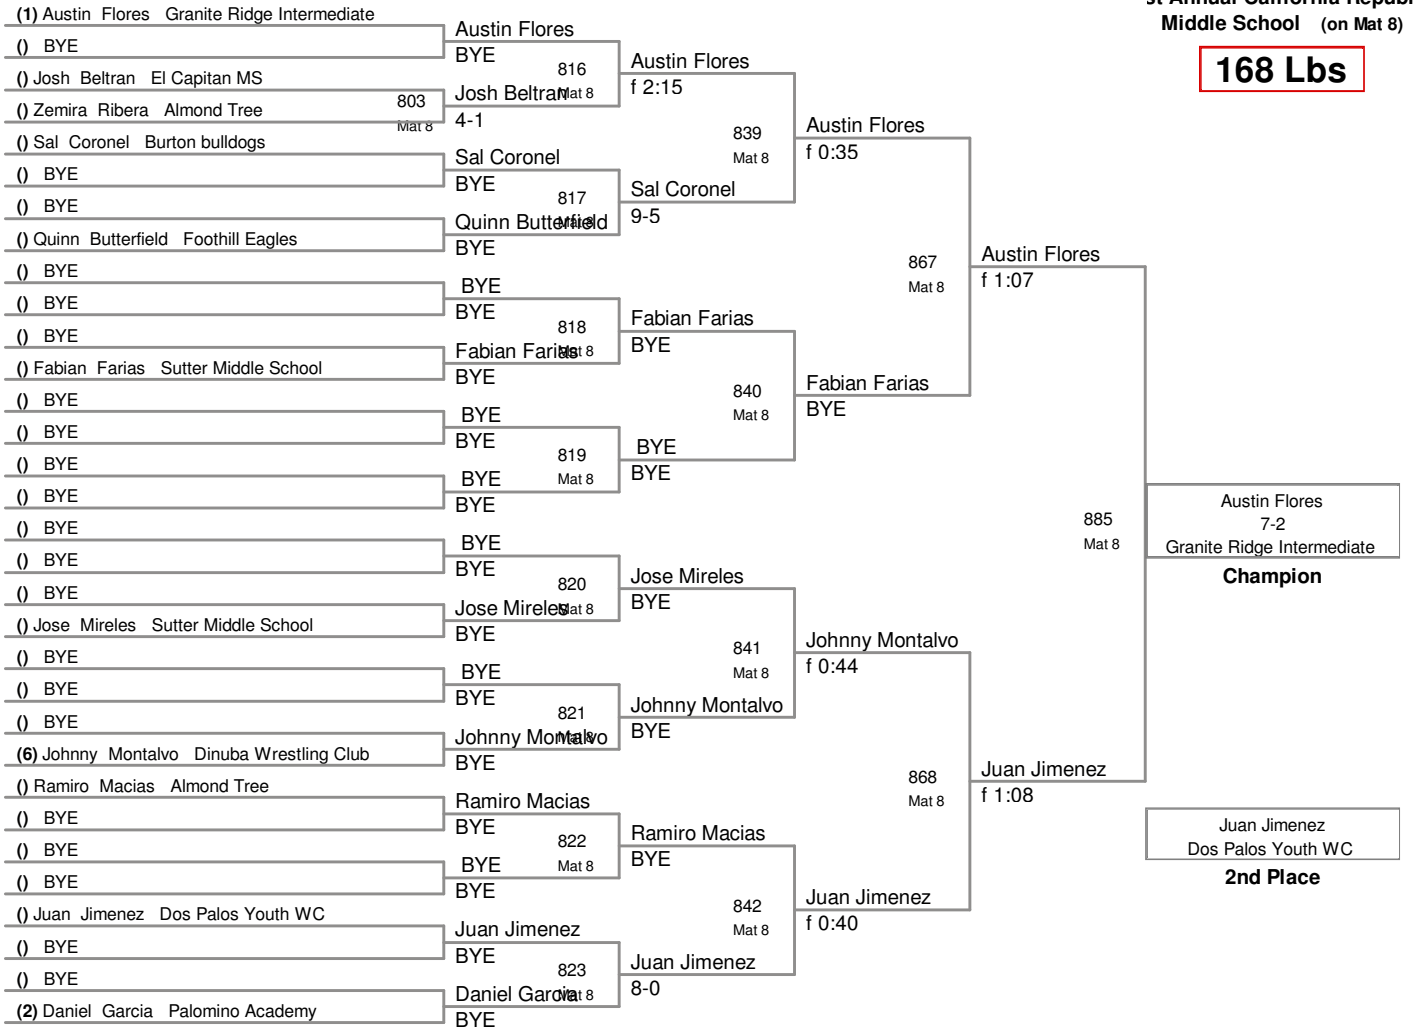 st Annual California Republ
Middle School (on Mat 8)
168 Lbs
(1) Austin Flores Granite Ridge Intermediate
() BYE
() Josh Beltran El Capitan MS
() Zemira Ribera Almond Tree
() Sal Coronel Burton bulldogs
() BYE
() BYE
() Quinn Butterfield Foothill Eagles
() BYE
() BYE
() BYE
() Fabian Farias Sutter Middle School
() BYE
() BYE
() BYE
() BYE
() BYE
() BYE
() BYE
() Jose Mireles Sutter Middle School
() BYE
() BYE
() BYE
(6) Johnny Montalvo Dinuba Wrestling Club
() Ramiro Macias Almond Tree
() BYE
() BYE
() BYE
() Juan Jimenez Dos Palos Youth WC
() BYE
() BYE
(2) Daniel Garcia Palomino Academy
803
Mat 8
Austin Flores
BYE
816
Mat 8
Josh Beltran
4-1
Sal Coronel
BYE
817
Mat 8
Quinn Butterfield
BYE
BYE
BYE
818
Mat 8
Fabian Farias
BYE
BYE
BYE
819
Mat 8
BYE
BYE
BYE
BYE
820
Mat 8
Jose Mireles
BYE
BYE
BYE
821
Mat 8
Johnny Montalvo
BYE
Ramiro Macias
BYE
822
Mat 8
BYE
BYE
Juan Jimenez
BYE
823
Mat 8
Daniel Garcia
BYE
Austin Flores
f 2:15
839
Mat 8
Sal Coronel
9-5
Fabian Farias
BYE
840
Mat 8
BYE
BYE
Jose Mireles
BYE
841
Mat 8
Johnny Montalvo
BYE
Ramiro Macias
BYE
842
Mat 8
Juan Jimenez
8-0
Austin Flores
f 0:35
867
Mat 8
Fabian Farias
BYE
Johnny Montalvo
f 0:44
868
Mat 8
Juan Jimenez
f 0:40
Austin Flores
f 1:07
885
Mat 8
Juan Jimenez
f 1:08
Austin Flores
7-2
Granite Ridge Intermediate
Champion
Juan Jimenez
Dos Palos Youth WC
2nd Place